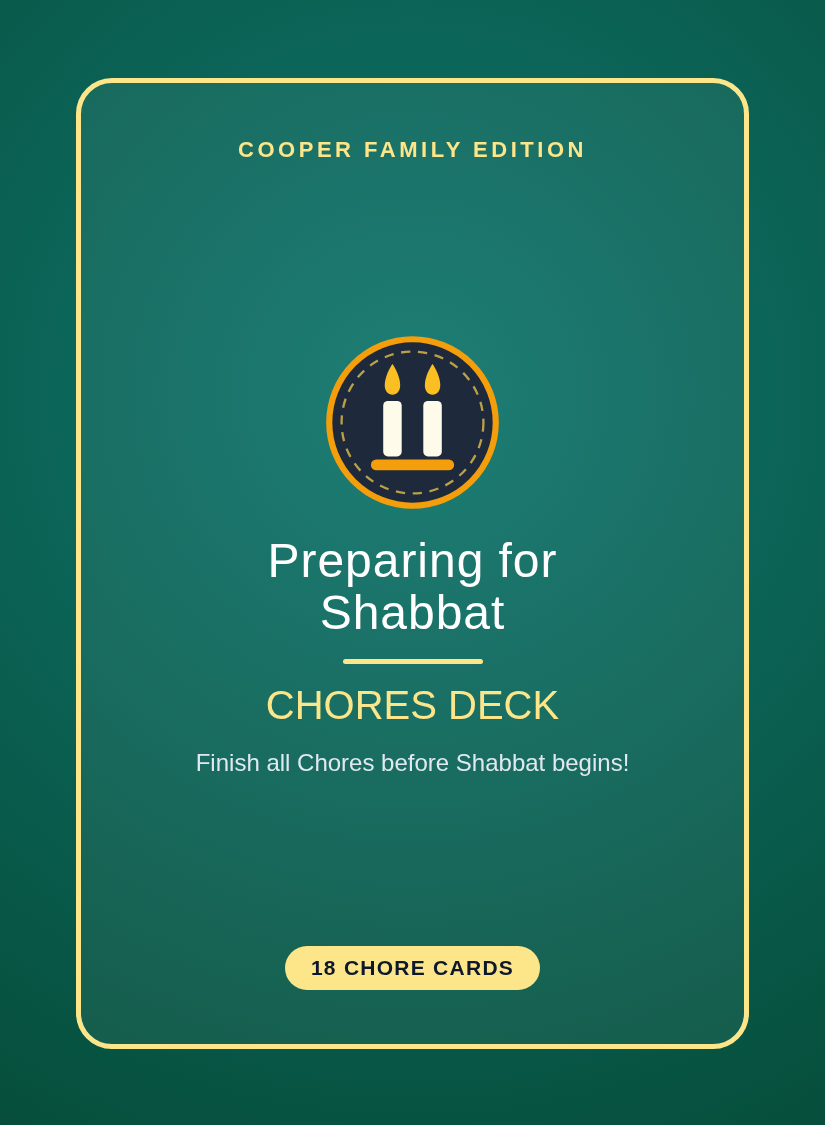 COOPER FAMILY EDITION
Preparing for
Shabbat
CHORES DECK
Finish all Chores before Shabbat begins!
18 CHORE CARDS